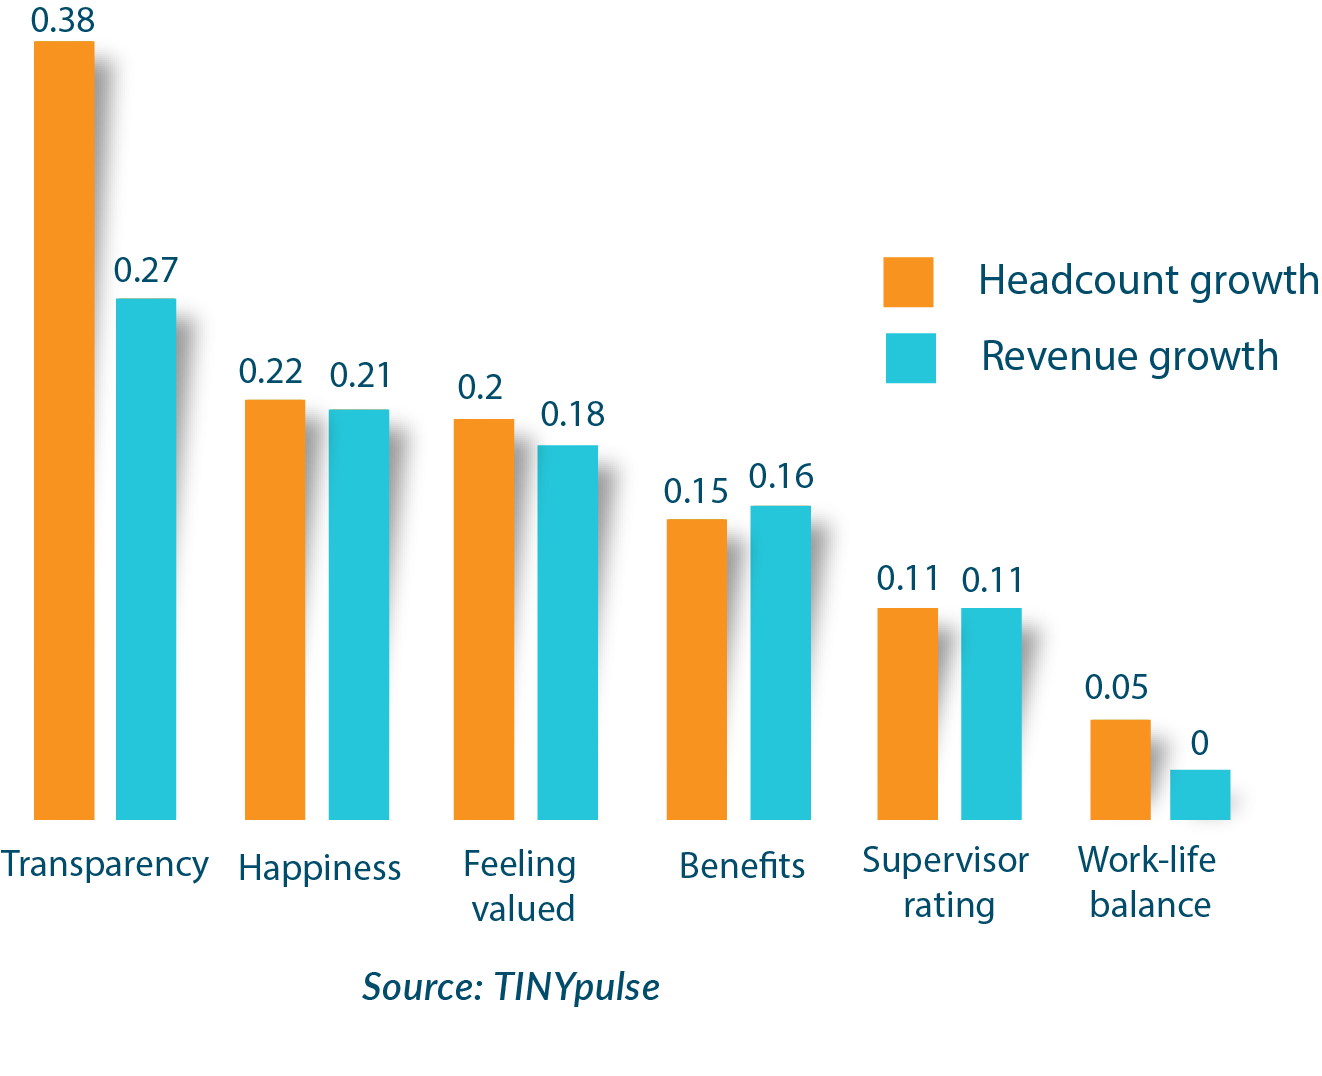 0.38
0.27
0.22
0.21
0.2
0.18
0.15
0.16
0.11
0.11
0.05
0
Headcount growth
Revenue growth
Transparency
Happiness
Feeling
valued
Benefits
Supervisor
rating
Work-life
balance
Source: TINYpulse